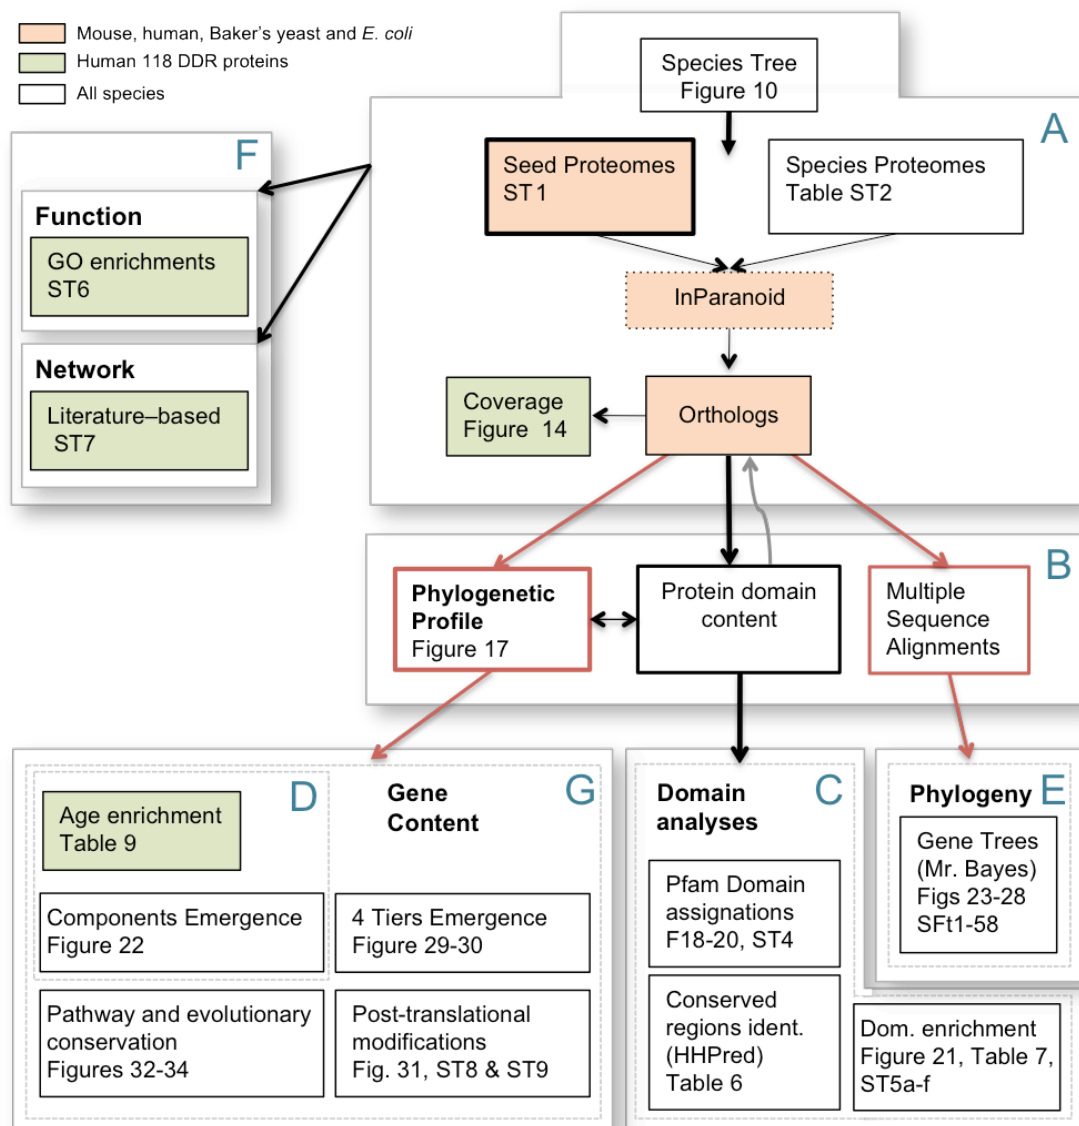 Mouse, human, Baker's yeast and E. coli
Human 118 DDR proteins
All species
Species Tree
Figure 10
A
Seed Proteomes
ST1
Species Proteomes
Table ST2
InParanoid
Coverage
Figure 14
Orthologs
F
Function
GO enrichments
ST6
Network
Literature–based
ST7
B
Phylogenetic
Profile
Figure 17
Protein domain
content
Multiple
Sequence
Alignments
D
Age enrichment
Table 9
Gene
Content
G
Components Emergence
Figure 22
4 Tiers Emergence
Figure 29-30
Pathway and evolutionary
conservation
Figures 32-34
Post-translational
modifications
Fig. 31, ST8 & ST9
Domain
analyses
C
Pfam Domain
assignations
F18-20, ST4
Conserved
regions ident.
(HHPred)
Table 6
Phylogeny
E
Gene Trees
(Mr. Bayes)
Figs 23-28
SFt1-58
Dom. enrichment
Figure 21, Table 7,
ST5a-f